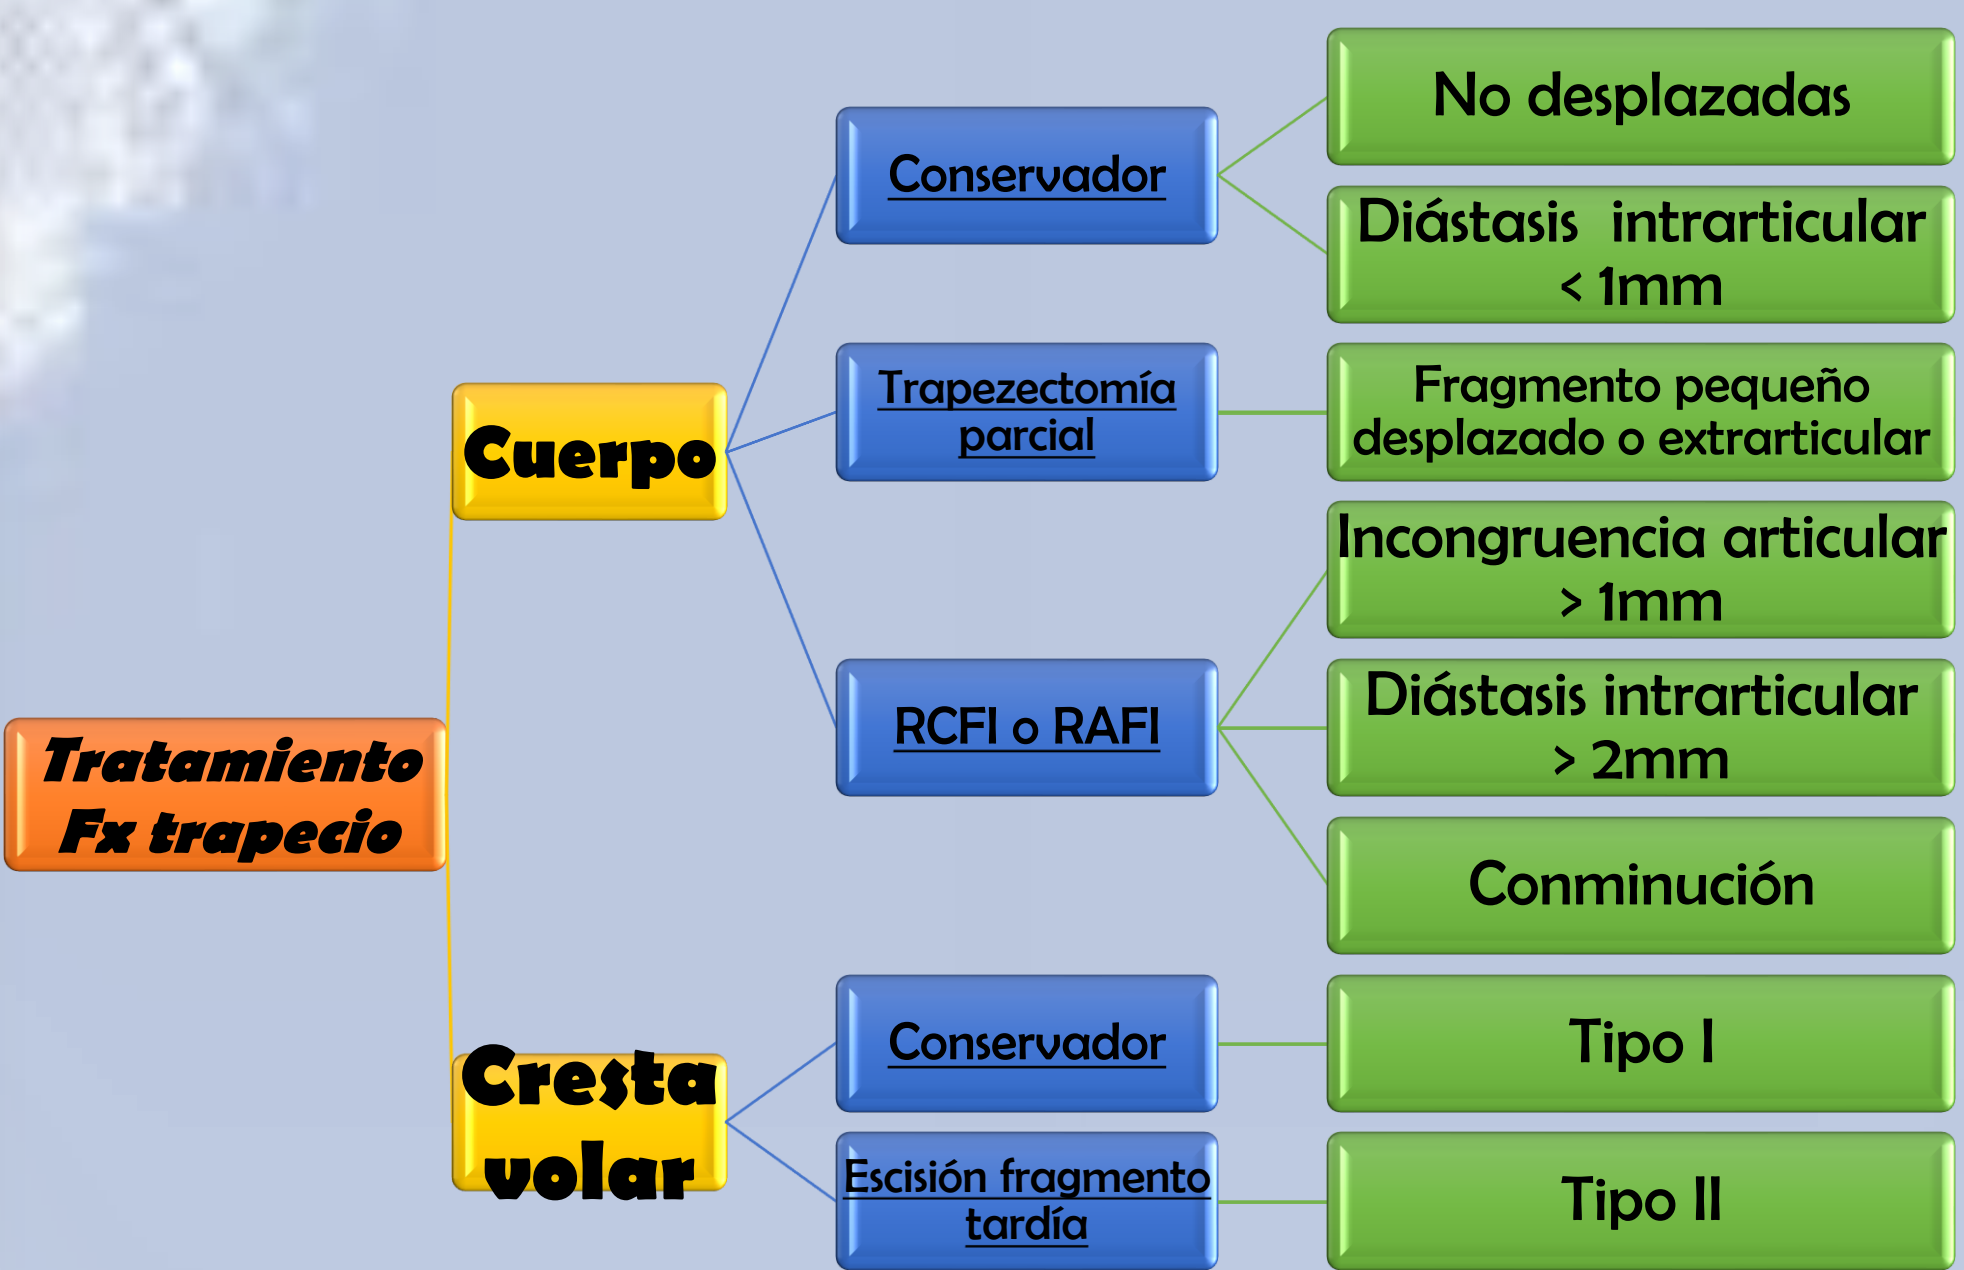 Tratamiento
Fx trapecio
Cuerpo
Conservador
No desplazadas
Diástasis intrarticular
< 1mm
Trapezectomía
parcial
Fragmento pequeño
desplazado o extrarticular
RCFI o RAFI
Incongruencia articular
> 1mm
Diástasis intrarticular
> 2mm
Conminución
Cresta
volar
Conservador
Tipo I
Escisión fragmento
tardía
Tipo II